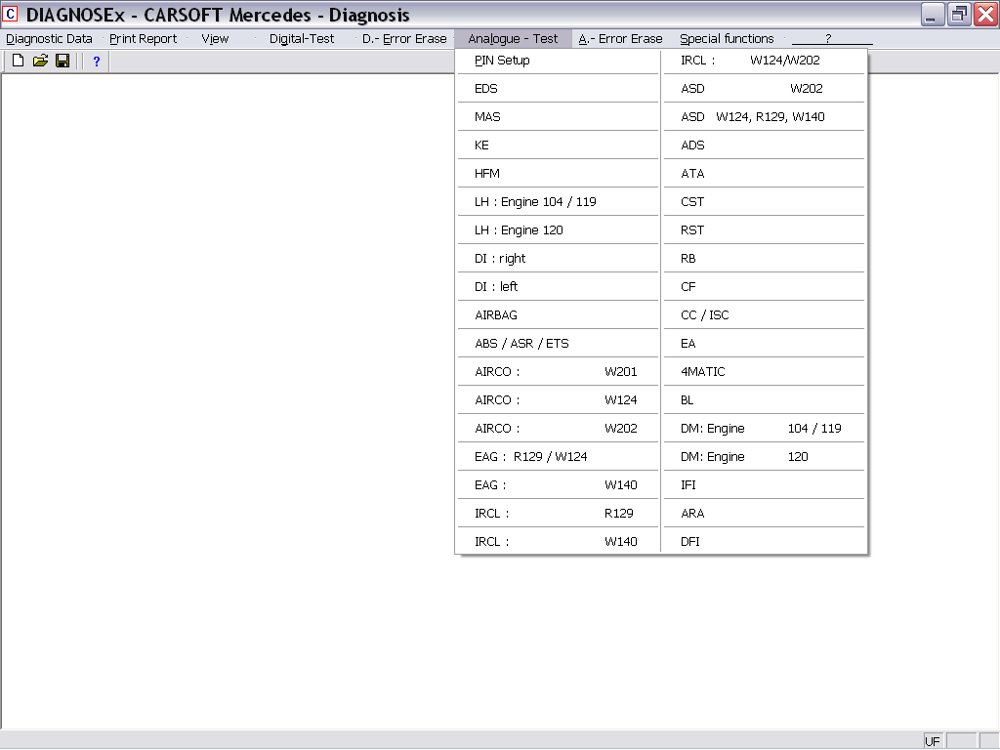 C DIAGNOSEx - CARSOFT Mercedes - Diagnosis
Diagnostic Data Print Report View Digital-Test D.- Error Erase Analogue - Test A.- Error Erase Special functions ?
?
PIN Setup
EDS
MAS
KE
HFM
LH : Engine 104 / 119
LH : Engine 120
DI : right
DI : left
AIRBAG
ABS / ASR / ETS
AIRCO : W201
AIRCO : W124
AIRCO : W202
EAG : R129 / W124
EAG : W140
IRCL : R129
IRCL : W140
IRCL : W124/W202
ASD W202
ASD W124, R129, W140
ADS
ATA
CST
RST
RB
CF
CC / ISC
EA
4MATIC
BL
DM: Engine 104 / 119
DM: Engine 120
IFI
ARA
DFI
UF